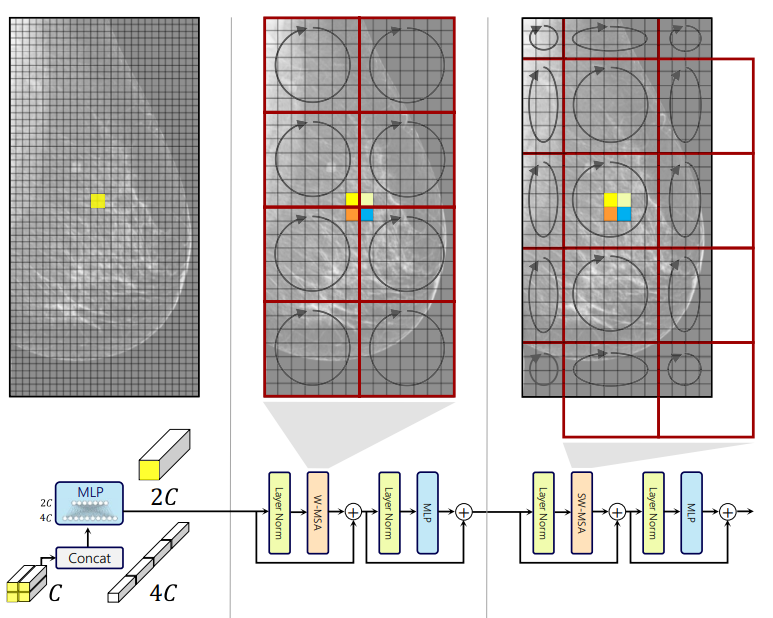 2C
MLP
2C
4C
Concat
C
4C
Layer Norm
W-MSA
+
Layer Norm
MLP
+
Layer Norm
SW-MSA
+
Layer Norm
MLP
+